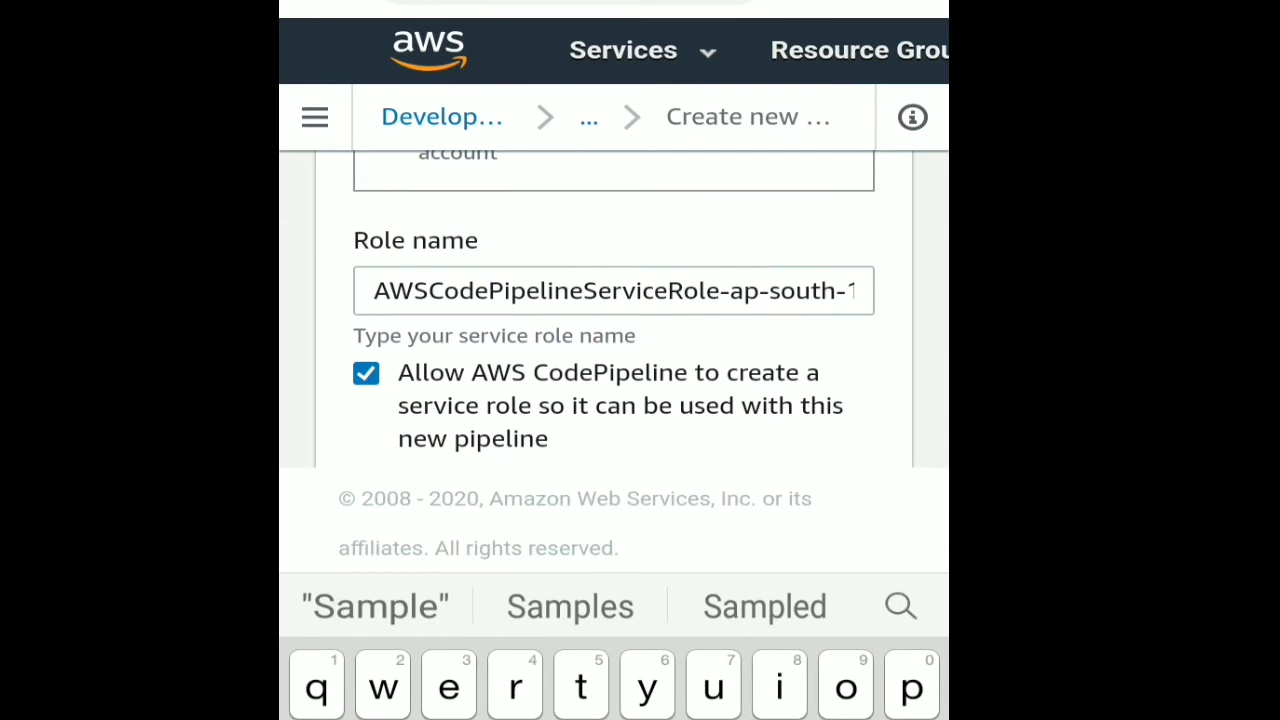 aws Services Resource Grou
Develop... ... Create new ...
account
Role name
AWSCodePipelineServiceRole-ap-south-1
Type your service role name
Allow AWS CodePipeline to create a
service role so it can be used with this
new pipeline
© 2008 - 2020, Amazon Web Services, Inc. or its
affiliates. All rights reserved.
"Sample" Samples Sampled
1 2 3 4 5 6 7 8 9 0
q w e r t y u i o p